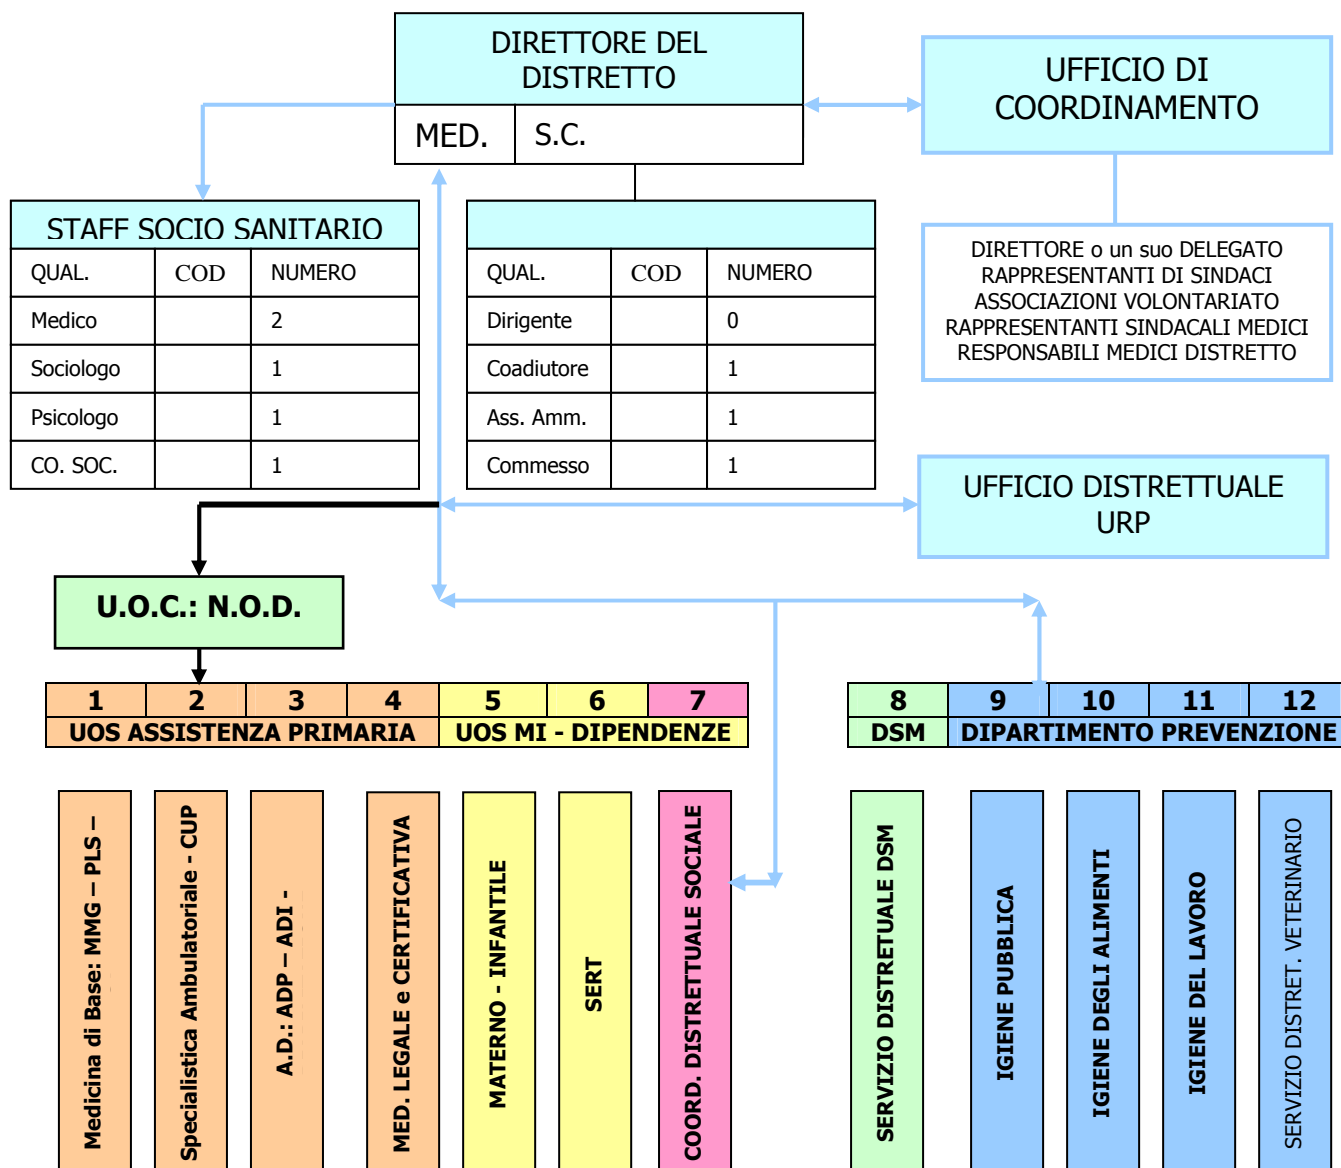 DIRETTORE DEL
DISTRETTO
MED. S.C.
UFFICIO DI
COORDINAMENTO
STAFF SOCIO SANITARIO
QUAL. COD NUMERO
Medico 2
Sociologo 1
Psicologo 1
CO. SOC. 1
QUAL. COD NUMERO
Dirigente 0
Coadiutore 1
Ass. Amm. 1
Commesso 1
DIRETTORE o un suo DELEGATO
RAPPRESENTANTI DI SINDACI
ASSOCIAZIONI VOLONTARIATO
RAPPRESENTANTI SINDACALI MEDICI
RESPONSABILI MEDICI DISTRETTO
UFFICIO DISTRETTUALE
URP
U.O.C.: N.O.D.
1 2 3 4 5 6 7
UOS ASSISTENZA PRIMARIA UOS MI - DIPENDENZE
8 9 10 11 12
DSM DIPARTIMENTO PREVENZIONE
Medicina di Base: MMG – PLS –
Specialistica Ambulatoriale - CUP
A.D.: ADP – ADI -
MED. LEGALE e CERTIFICATIVA
MATERNO - INFANTILE
SERT
COORD. DISTRETTUALE SOCIALE
SERVIZIO DISTRETUALE DSM
IGIENE PUBBLICA
IGIENE DEGLI ALIMENTI
IGIENE DEL LAVORO
SERVIZIO DISTRET. VETERINARIO